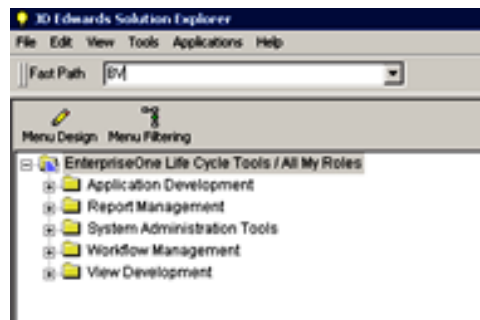 JD Edwards Solution Explorer
File Edit View Tools Applications Help
Fast Path BV
Menu Design Menu Filtering
EnterpriseOne Life Cycle Tools / All My Roles
Application Development
Report Management
System Administration Tools
Workflow Management
View Development